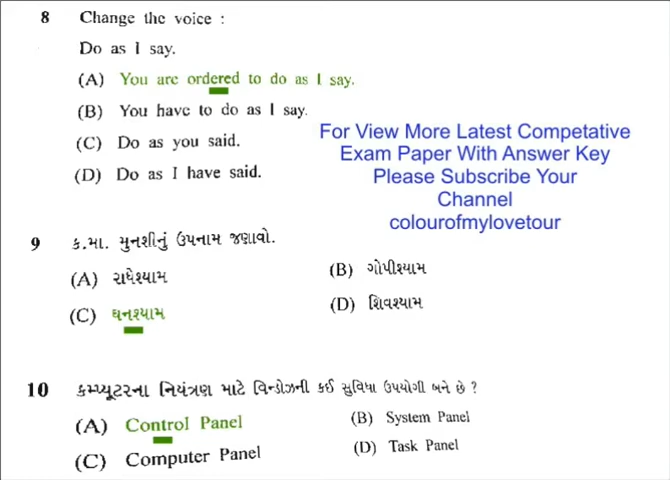 8 Change the voice :
Do as I say.
(A) You are ordered to do as I say.
(B) You have to do as I say.
(C) Do as you said.
(D) Do as I have said.
For View More Latest Competative
Exam Paper With Answer Key
Please Subscribe Your
Channel
colourofmylovetour
9 ક.મા. મુનશીનું ઉપનામ જણાવો.
(A) રાધેશ્યામ
(B) ગોપીશ્યામ
(C) ઘનશ્યામ
(D) શિવશ્યામ
10 કમ્પ્યૂટરના નિયંત્રણ માટે વિન્ડોઝની કઈ સુવિધા ઉપયોગી બને છે ?
(A) Control Panel
(B) System Panel
(C) Computer Panel
(D) Task Panel